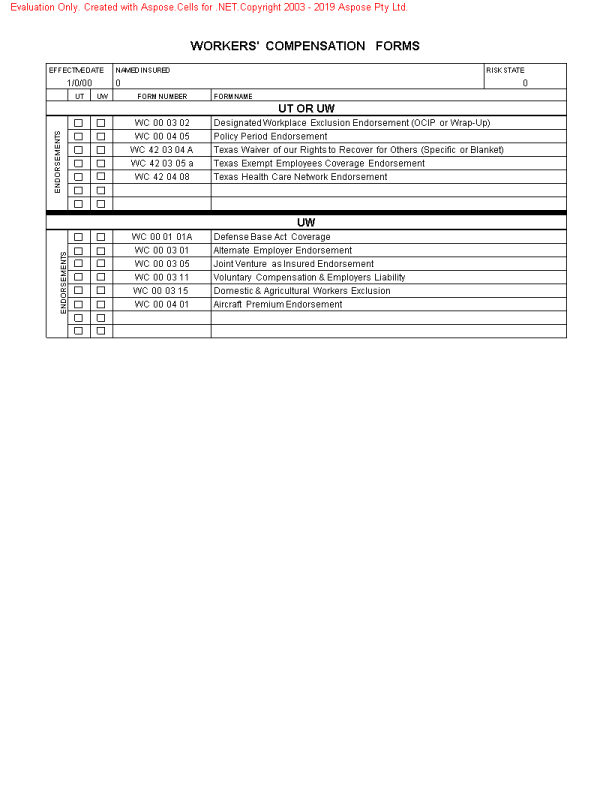 Evaluation Only. Created with Aspose.Cells for .NET.Copyright 2003 - 2019 Aspose Pty Ltd.
WORKERS' COMPENSATION FORMS
EFFECTIVE DATE NAMED INSURED RISK STATE
1/0/00 0 0
UT UW FORM NUMBER FORM NAME
UT OR UW
ENDORSEMENTS
WC 00 03 02 Designated Workplace Exclusion Endorsement (OCIP or Wrap-Up)
WC 00 04 05 Policy Period Endorsement
WC 42 03 04 A Texas Waiver of our Rights to Recover for Others (Specific or Blanket)
WC 42 03 05 a Texas Exempt Employees Coverage Endorsement
WC 42 04 08 Texas Health Care Network Endorsement
UW
ENDORSEMENTS
WC 00 01 01A Defense Base Act Coverage
WC 00 03 01 Alternate Employer Endorsement
WC 00 03 05 Joint Venture as Insured Endorsement
WC 00 03 11 Voluntary Compensation & Employers Liability
WC 00 03 15 Domestic & Agricultural Workers Exclusion
WC 00 04 01 Aircraft Premium Endorsement